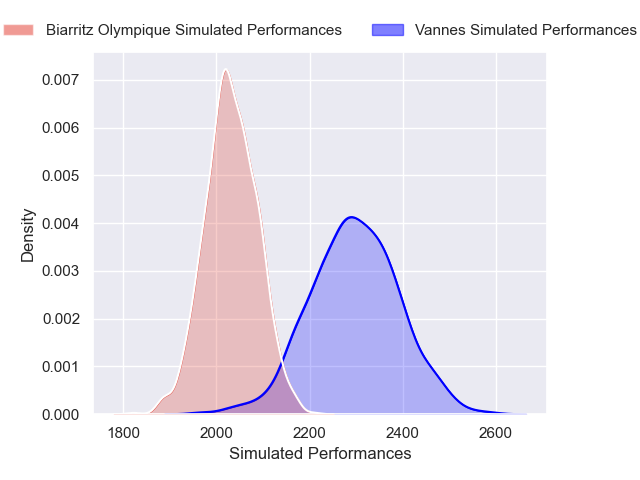 Biarritz Olympique Simulated Performances Vannes Simulated Performances
0.007
0.006
0.005
0.004
0.003
0.002
0.001
0.000
Density
1800 2000 2200 2400 2600
Simulated Performances